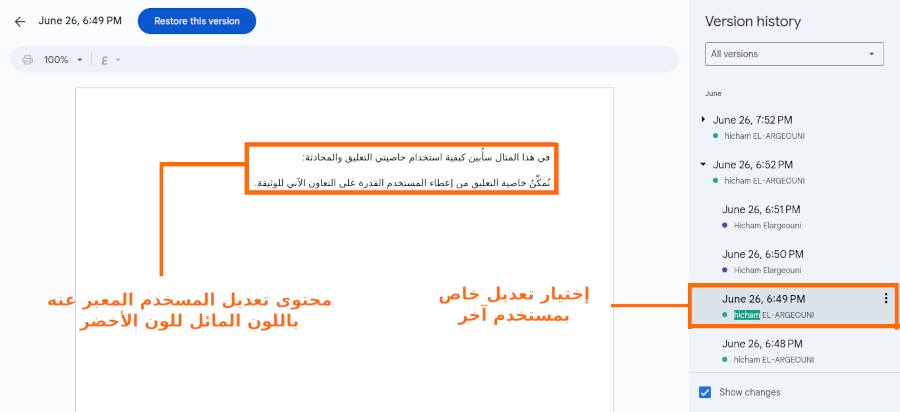 June 26, 6:49 PM
Restore this version
100%
ع
في هذا المثال سأُبين كيفية استخدام خاصيتي التعليق والمحادثة:
تُمكِّنُ خاصية التعليق من إعطاء المستخدم القدرة على التعاون الآني للوثيقة.
محتوى تعديل المسخدم المعبر عنه
باللون المائل للون الأخضر
إختيار تعديل خاص
بمستخدم آخر
Version history
All versions
June
June 26, 7:52 PM
hicham EL-ARGEOUNI
June 26, 6:52 PM
hicham EL-ARGEOUNI
June 26, 6:51 PM
Hicham Elargeouni
June 26, 6:50 PM
Hicham Elargeouni
June 26, 6:49 PM
hicham EL-ARGEOUNI
June 26, 6:48 PM
hicham EL-ARGEOUNI
Show changes